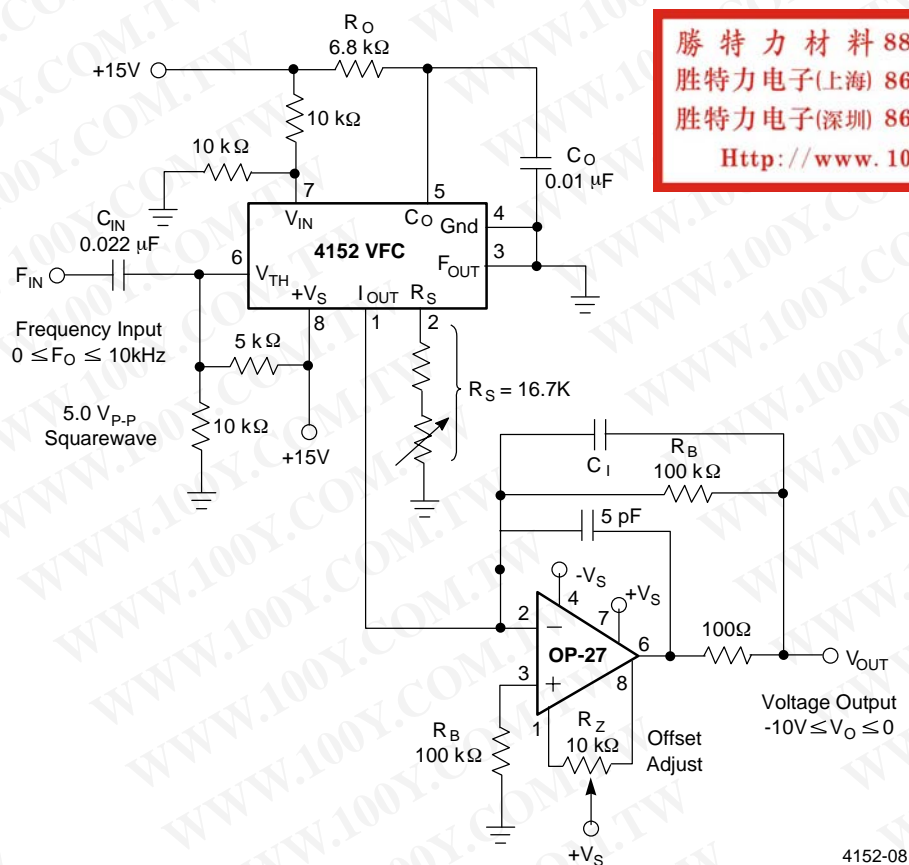 R O
6.8 kΩ
+15V
10 kΩ
10 kΩ
C O
0.01 µF
7
5
4
3
V IN
C O
Gnd
F OUT
4152 VFC
C IN
0.022 µF
6
V TH
F IN
+V S
I OUT
R S
8
1
2
Frequency Input
0 ≤ F O ≤ 10kHz
5 kΩ
R S = 16.7K
5.0 V P-P
Squarewave
10 kΩ
+15V
C I
R B
100 kΩ
5 pF
-V S
4
+V S
7
2
−
OP-27
6
100Ω
V OUT
3
+
8
1
Voltage Output
-10V ≤ V O ≤ 0
R B
100 kΩ
R Z
10 kΩ
Offset
Adjust
+V S
4152-08
勝 特 力 材 料 88
胜特力电子(上海) 86
胜特力电子(深圳) 86
Http://www. 10
WWW.100Y.COM.TW